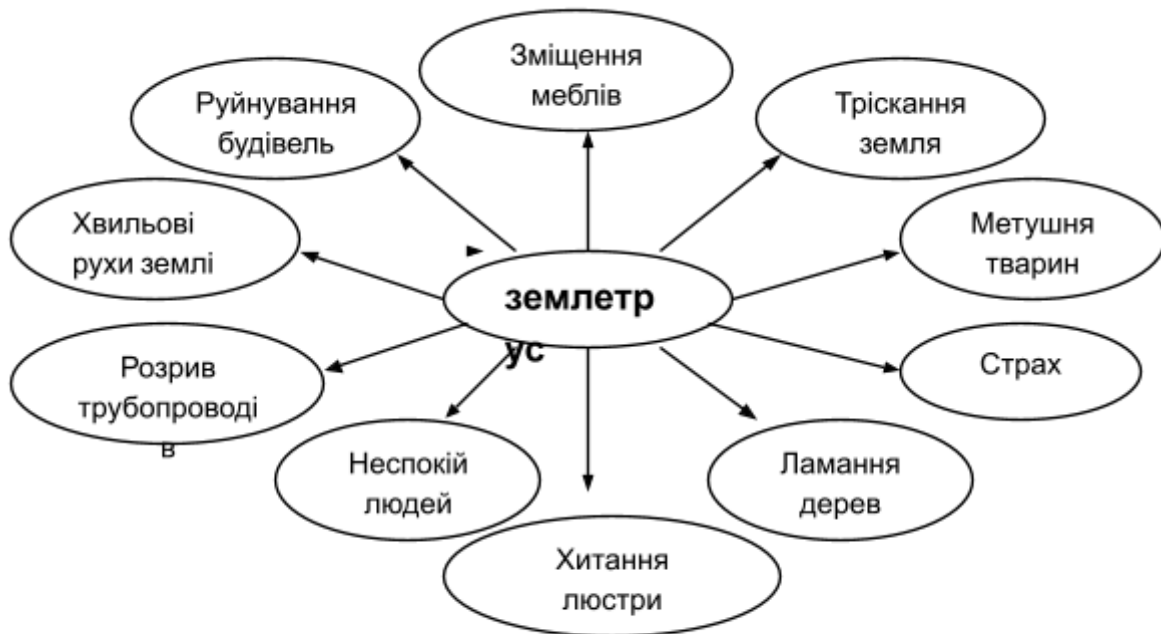 Зміщення
меблів
Руйнування
будівель
Тріскання
земля
Хвильові
рухи землі
Метушня
тварин
землетр
ус
Розрив
трубопроводі
в
Страх
Неспокій
людей
Ламання
дерев
Хитання
люстри